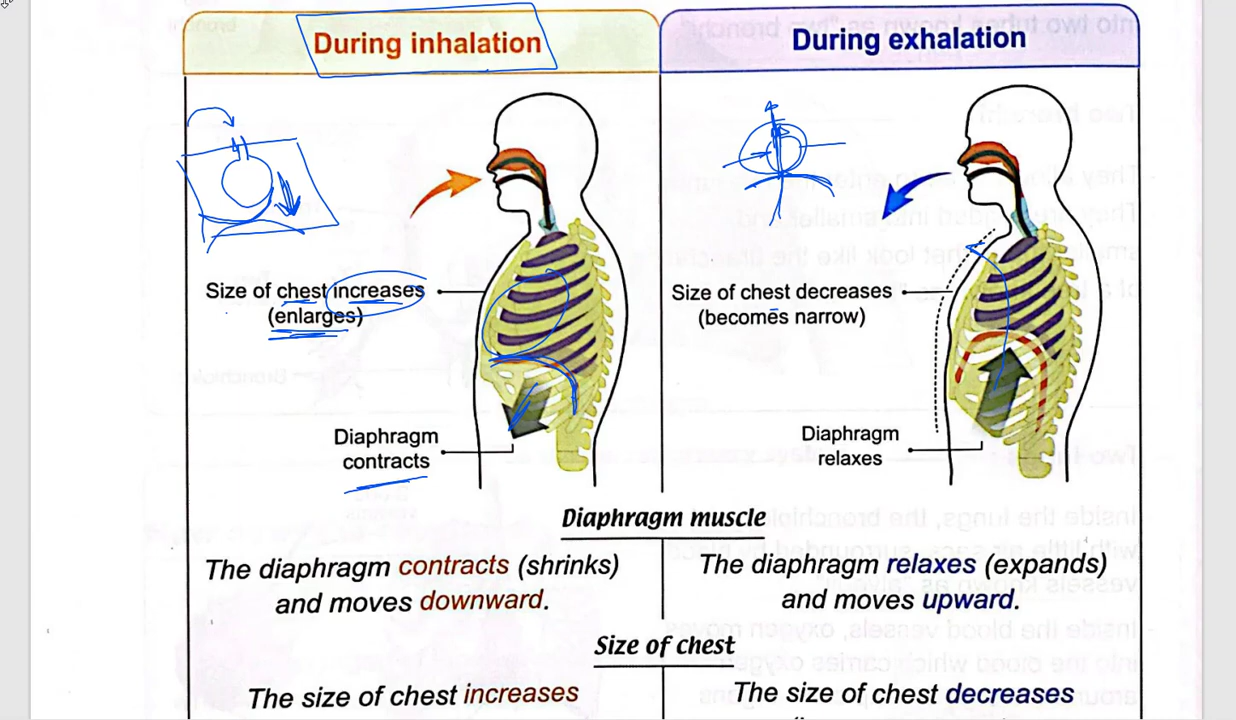 During inhalation
During exhalation
Size of chest increases
(enlarges)
Size of chest decreases
(becomes narrow)
Diaphragm
contracts
Diaphragm
relaxes
Diaphragm muscle
The diaphragm contracts (shrinks)
and moves downward.
The diaphragm relaxes (expands)
and moves upward.
Size of chest
The size of chest increases
The size of chest decreases